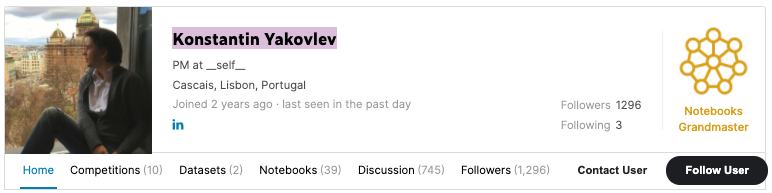 Konstantin Yakovlev
PM at __self__
Cascais, Lisbon, Portugal
Joined 2 years ago · last seen in the past day
in
Followers 1296
Following 3
Notebooks
Grandmaster
Home Competitions (10) Datasets (2) Notebooks (39) Discussion (745) Followers (1,296) Contact User Follow User